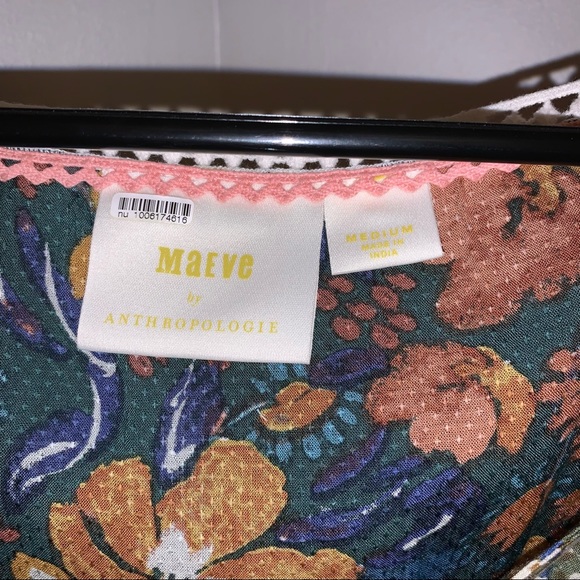 nu 1006174616
MaEve
by
ANTHROPOLOGIE
MEDIUM
MADE IN
INDIA